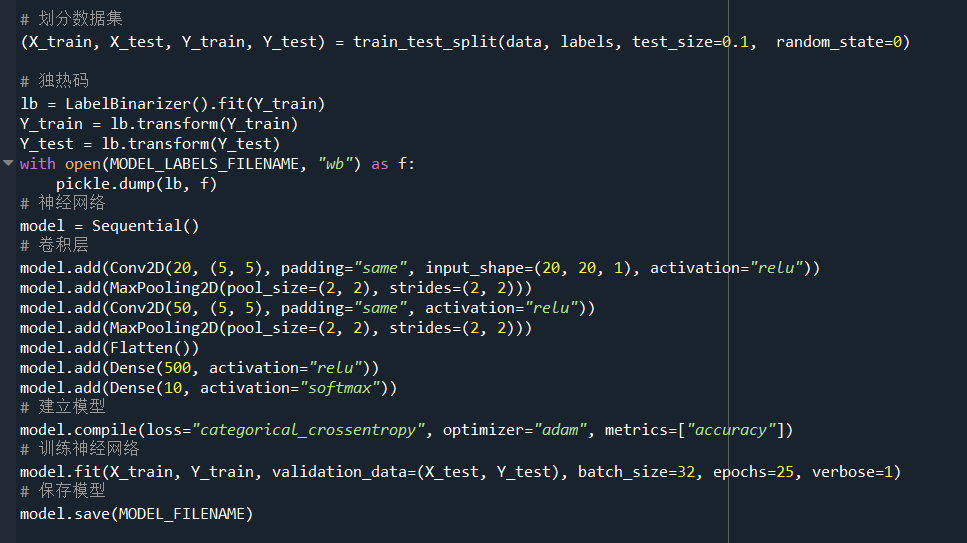 # 划分数据集
(X_train, X_test, Y_train, Y_test) = train_test_split(data, labels, test_size=0.1,  random_state=0)
# 独热码
lb = LabelBinarizer().fit(Y_train)
Y_train = lb.transform(Y_train)
Y_test = lb.transform(Y_test)
with open(MODEL_LABELS_FILENAME, "wb") as f:
    pickle.dump(lb, f)
# 神经网络
model = Sequential()
# 卷积层
model.add(Conv2D(20, (5, 5), padding="same", input_shape=(20, 20, 1), activation="relu"))
model.add(MaxPooling2D(pool_size=(2, 2), strides=(2, 2)))
model.add(Conv2D(50, (5, 5), padding="same", activation="relu"))
model.add(MaxPooling2D(pool_size=(2, 2), strides=(2, 2)))
model.add(Flatten())
model.add(Dense(500, activation="relu"))
model.add(Dense(10, activation="softmax"))
# 建立模型
model.compile(loss="categorical_crossentropy", optimizer="adam", metrics=["accuracy"])
# 训练神经网络
model.fit(X_train, Y_train, validation_data=(X_test, Y_test), batch_size=32, epochs=25, verbose=1)
# 保存模型
model.save(MODEL_FILENAME)